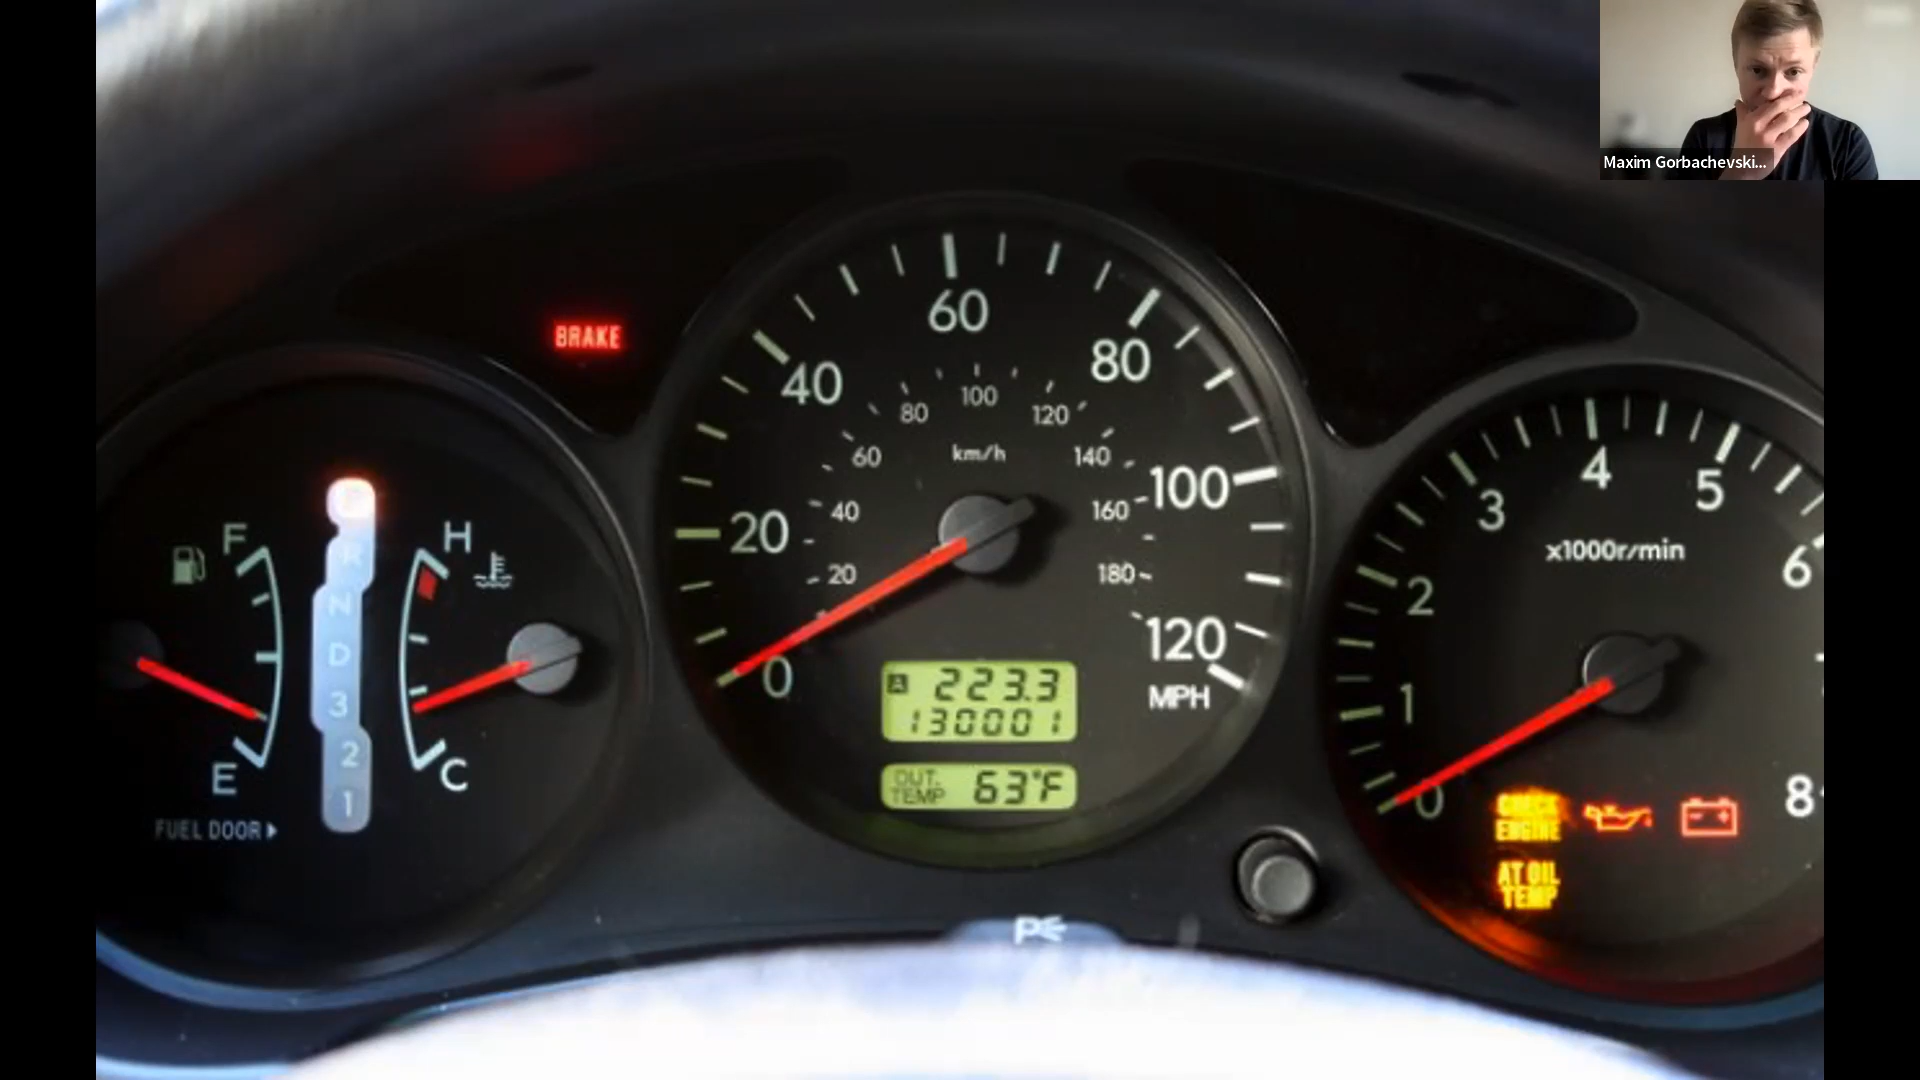 Maxim Gorbachevski...
BRAKE
60
40
80
80
100
120
60
km/h
140
20
40
160
100
20
180
0
120
MPH
A 223.3
130001
OUT. TEMP 63°F
F
H
R
N
D
3
2
1
E
C
FUEL DOOR
3
4
5
6
x1000r/min
2
1
0
8
CHECK ENGINE
AT OIL TEMP
P